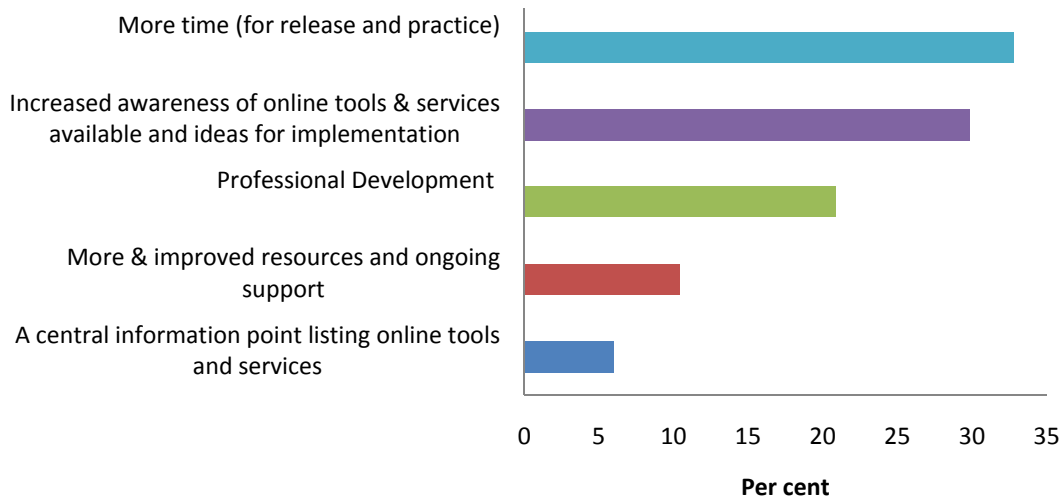 More time (for release and practice)
Increased awareness of online tools & services
available and ideas for implementation
Professional Development
More & improved resources and ongoing
support
A central information point listing online tools
and services
0 5 10 15 20 25 30 35
Per cent